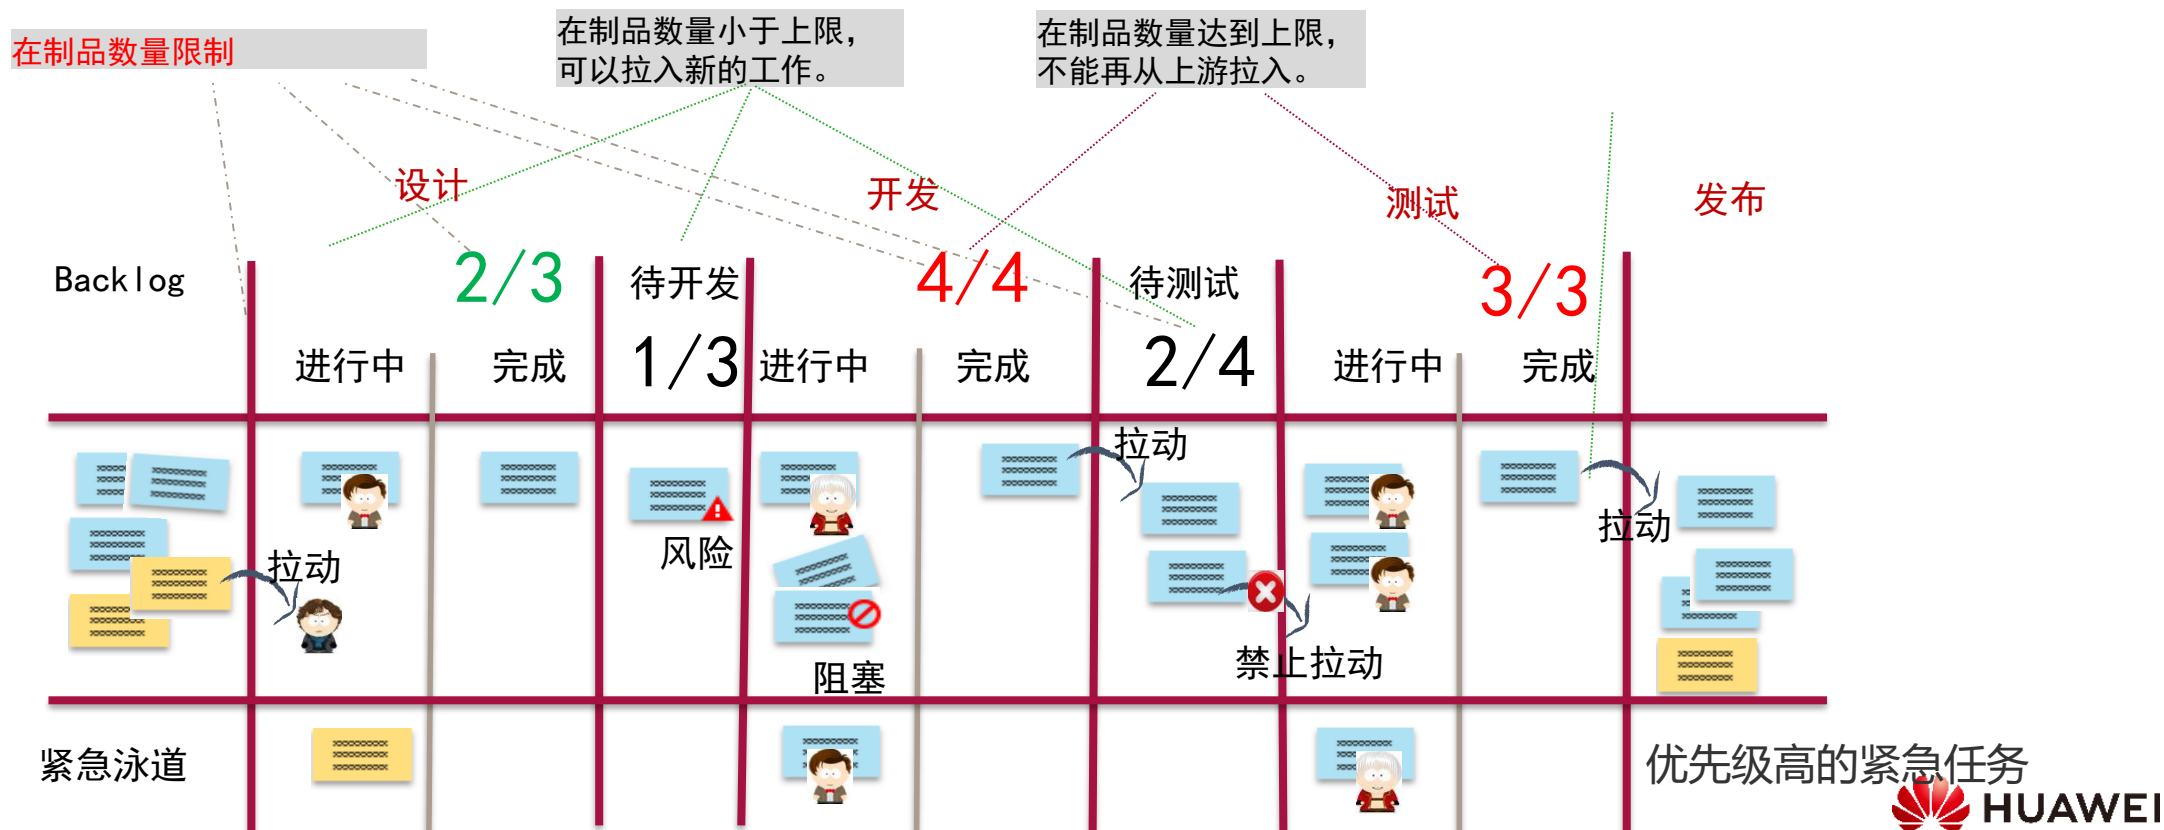 在制品数量限制
在制品数量小于上限，
可以拉入新的工作。
在制品数量达到上限，
不能再从上游拉入。
设计
开发
测试
发布
Backlog
2/3
待开发
4/4
待测试
3/3
进行中
完成
1/3
进行中
完成
2/4
进行中
完成
拉动
拉动
拉动
风险
阻塞
禁止拉动
紧急泳道
优先级高的紧急任务
HUAWEI